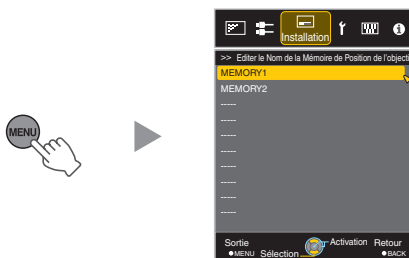 MENU
Installation
>> Editer le Nom de la Mémoire de Position de l'objecti
MEMORY1
MEMORY2
-----
-----
-----
-----
-----
-----
-----
-----
Sortie
●MENU
Sélection
Activation
Retour
●BACK